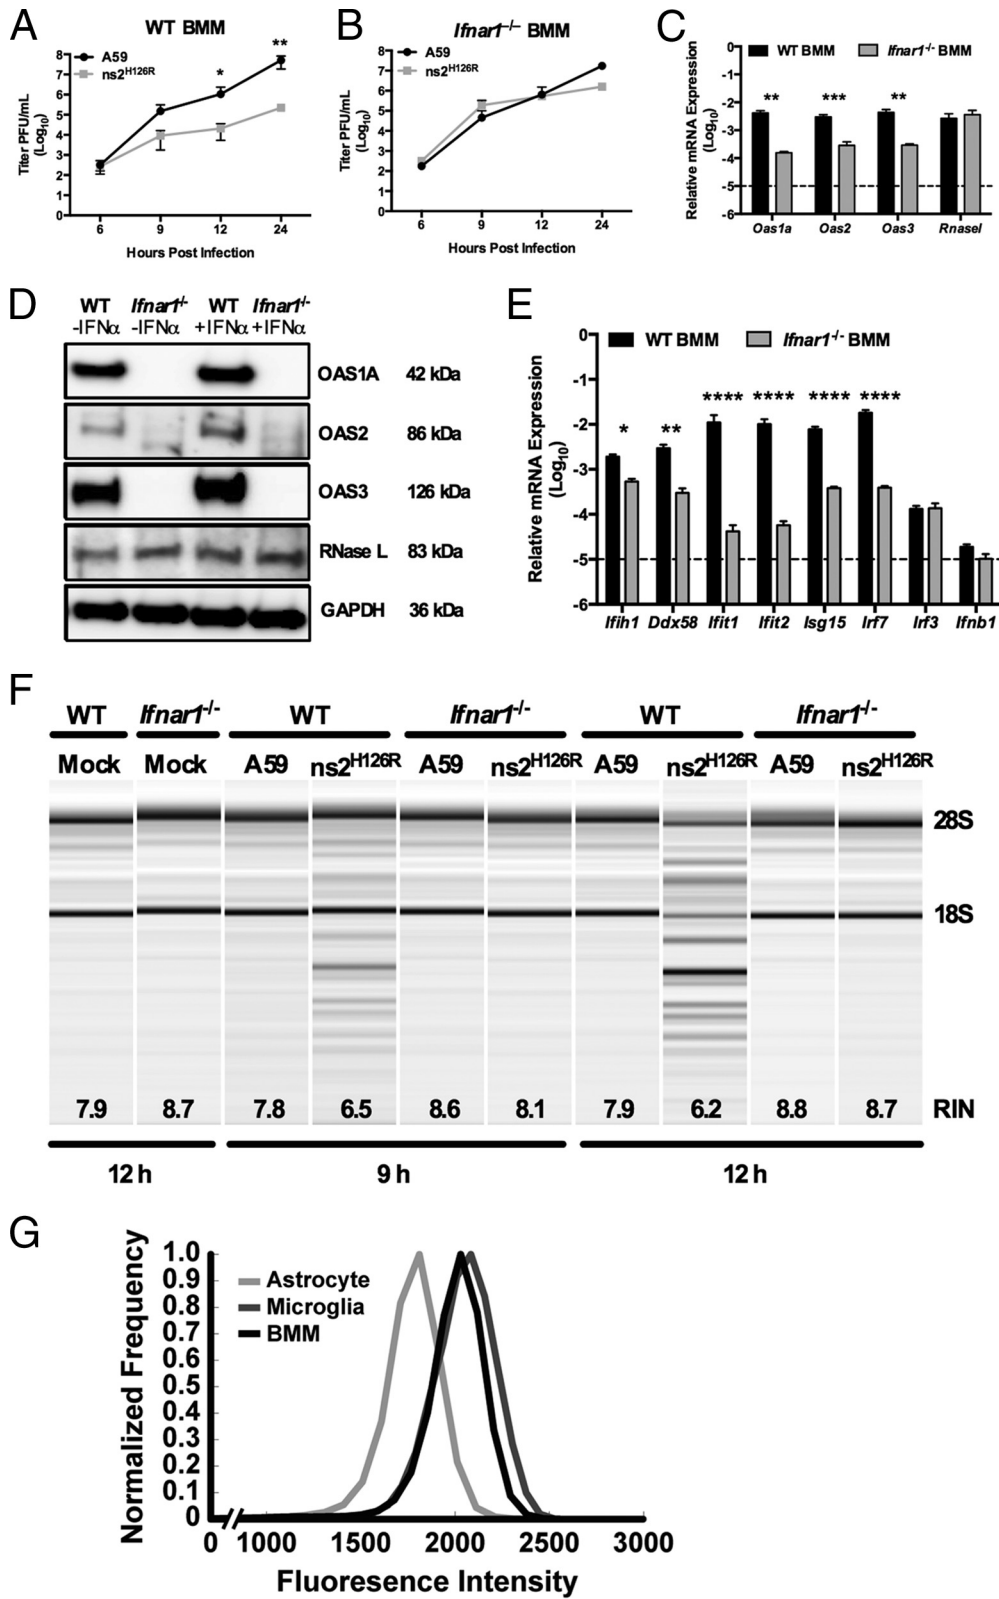 A
WT BMM
A59
ns2H126R
*
**
Titer PFU/mL
(Log10)
8
7
6
5
4
3
2
1
0
6
9
12
24
Hours Post Infection
B
Ifnar1–/– BMM
A59
ns2H126R
Titer PFU/mL
(Log10)
8
7
6
5
4
3
2
1
0
6
9
12
24
Hours Post Infection
C
WT BMM
Ifnar1-/- BMM
Relative mRNA Expression
(Log10)
0
-1
-2
-3
-4
-5
-6
**
***
**
Oas1a
Oas2
Oas3
Rnasel
D
WT Ifnar1-/- WT Ifnar1-/-
-IFNα -IFNα +IFNα +IFNα
OAS1A 42 kDa
OAS2 86 kDa
OAS3 126 kDa
RNase L 83 kDa
GAPDH 36 kDa
E
WT BMM
Ifnar1-/- BMM
Relative mRNA Expression
(Log10)
0
-1
-2
-3
-4
-5
-6
*
**
****
****
****
****
Ifih1
Ddx58
Ifit1
Ifit2
Isg15
Irf7
Irf3
Ifnb1
F
WT Ifnar1-/- WT Ifnar1-/- WT Ifnar1-/-
Mock Mock A59 ns2H126R A59 ns2H126R A59 ns2H126R A59 ns2H126R
28S
18S
7.9 8.7 7.8 6.5 8.6 8.1 7.9 6.2 8.8 8.7 RIN
12 h 9 h 12 h
G
Normalized Frequency
1.0
0.9
0.8
0.7
0.6
0.5
0.4
0.3
0.2
0.1
0
Astrocyte
Microglia
BMM
0 1000 1500 2000 2500 3000
Fluoresence Intensity